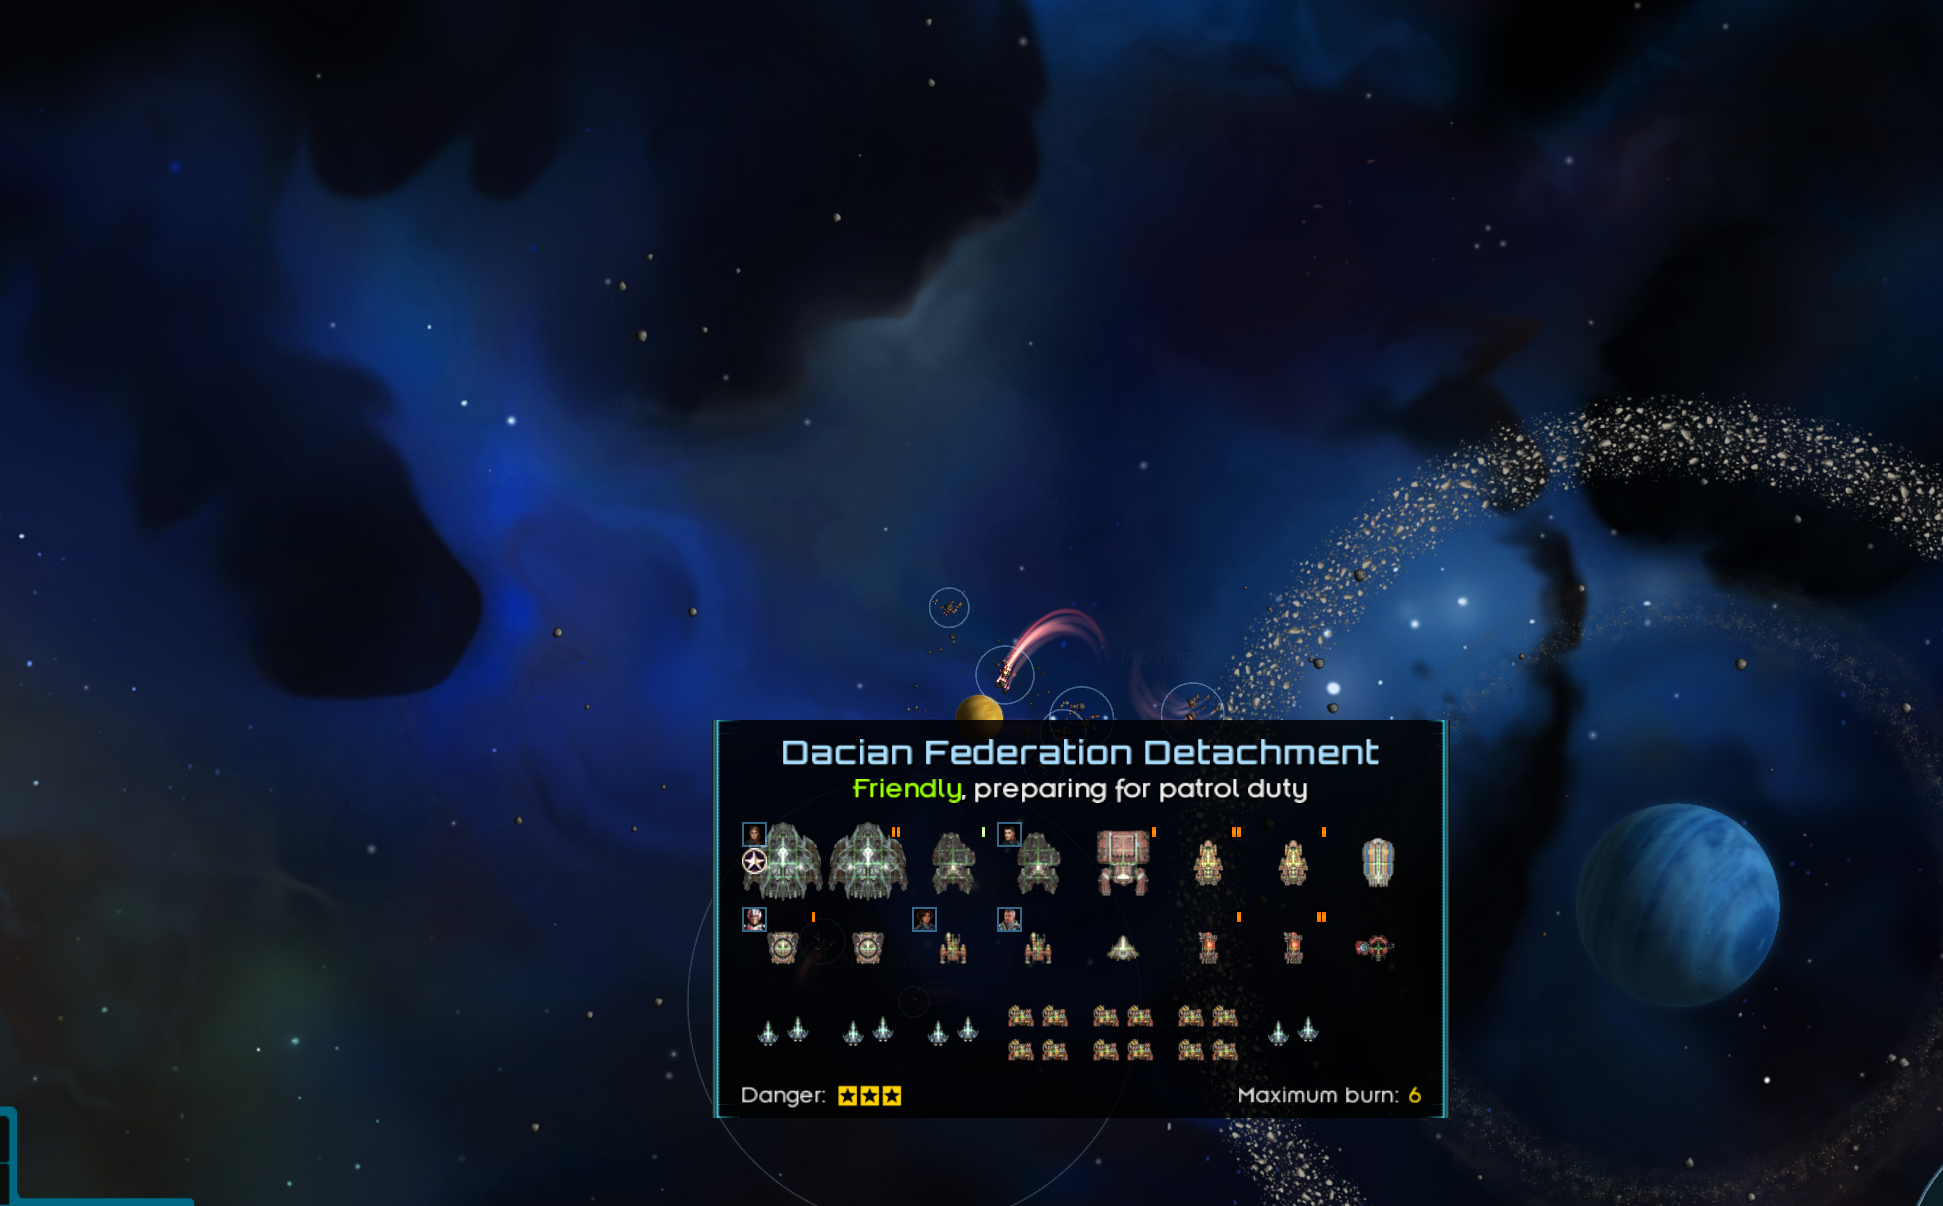 Dacian Federation Detachment
Friendly, preparing for patrol duty
Danger:
Maximum burn: 6